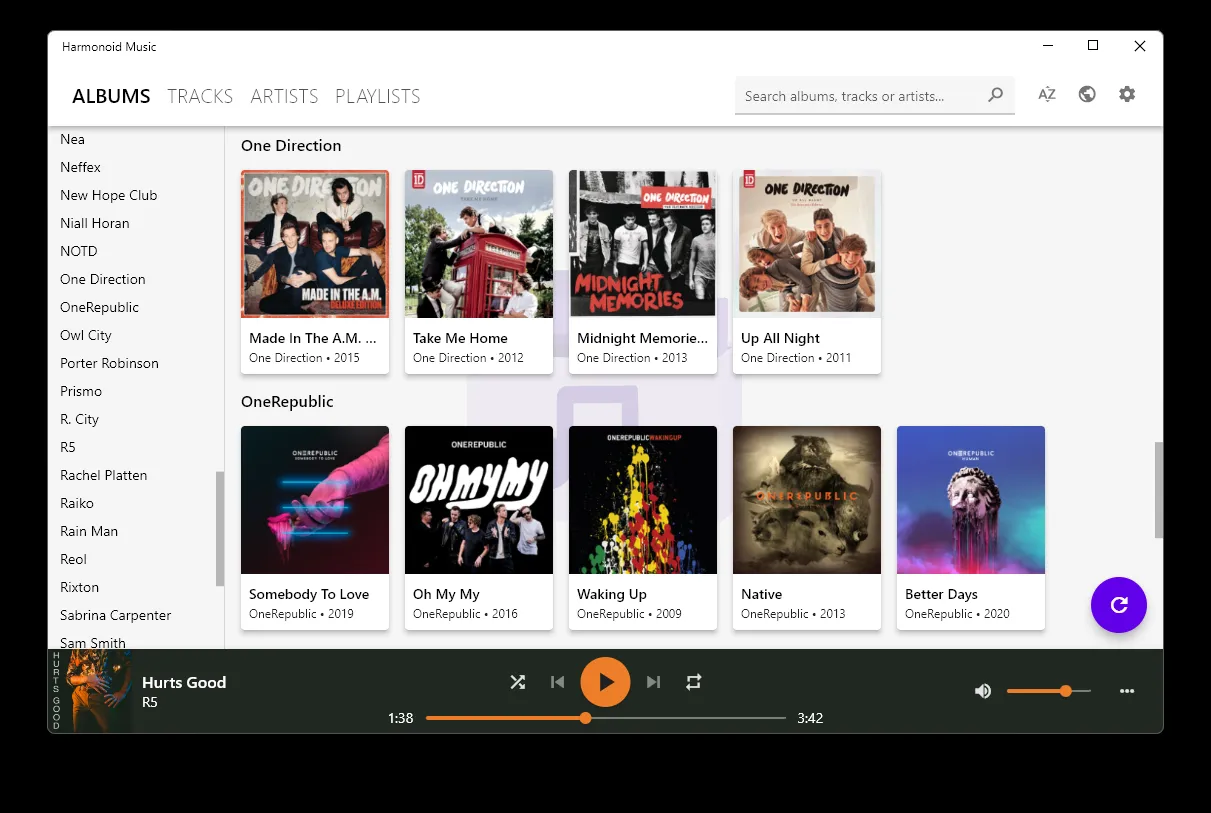 Harmonoid Music
ALBUMS TRACKS ARTISTS PLAYLISTS
Search albums, tracks or artists...
AZ
Nea
Neffex
New Hope Club
Niall Horan
NOTD
One Direction
OneRepublic
Owl City
Porter Robinson
Prismo
R. City
R5
Rachel Platten
Raiko
Rain Man
Reol
Rixton
Sabrina Carpenter
Sam Smith
One Direction
ONE DIRECTION
MADE IN THE A.M.
DELUXE EDITION
Made In The A.M. ...
One Direction • 2015
1D
ONE DIRECTION
TAKE ME HOME
Take Me Home
One Direction • 2012
ONE DIRECTION
MIDNIGHT
MEMORIES
Midnight Memorie...
One Direction • 2013
1D
ONE DIRECTION
UP ALL NIGHT
Up All Night
One Direction • 2011
OneRepublic
ONEREPUBLIC
SOMEBODY TO LOVE
Somebody To Love
OneRepublic • 2019
ONEREPUBLIC
OH MY MY
Oh My My
OneRepublic • 2016
ONEREPUBLIC WAKING UP
Waking Up
OneRepublic • 2009
ONEREPUBLIC
Native
OneRepublic • 2013
ONEREPUBLIC
HUMAN
Better Days
OneRepublic • 2020
HURTS GOOD
Hurts Good
R5
1:38
3:42